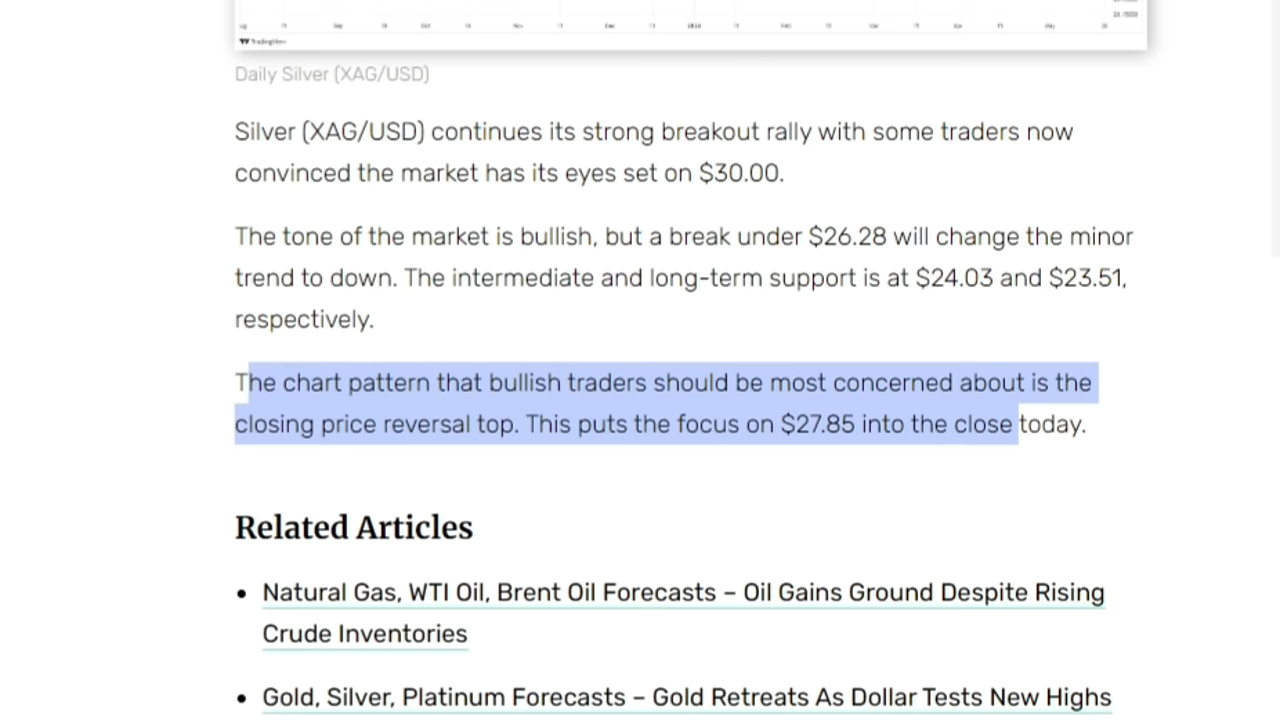 2024
TradingView
Daily Silver (XAG/USD)
Silver (XAG/USD) continues its strong breakout rally with some traders now
convinced the market has its eyes set on $30.00.
The tone of the market is bullish, but a break under $26.28 will change the minor
trend to down. The intermediate and long-term support is at $24.03 and $23.51,
respectively.
The chart pattern that bullish traders should be most concerned about is the
closing price reversal top. This puts the focus on $27.85 into the close today.
Related Articles
• Natural Gas, WTI Oil, Brent Oil Forecasts – Oil Gains Ground Despite Rising
Crude Inventories
• Gold, Silver, Platinum Forecasts – Gold Retreats As Dollar Tests New Highs